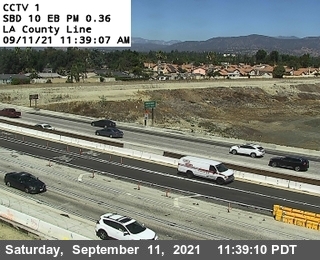 CCTV 1
SBD 10 EB PM 0.36
LA County Line
09/11/21 11:39:07 AM
Saturday, September 11, 2021 11:39:10 PDT